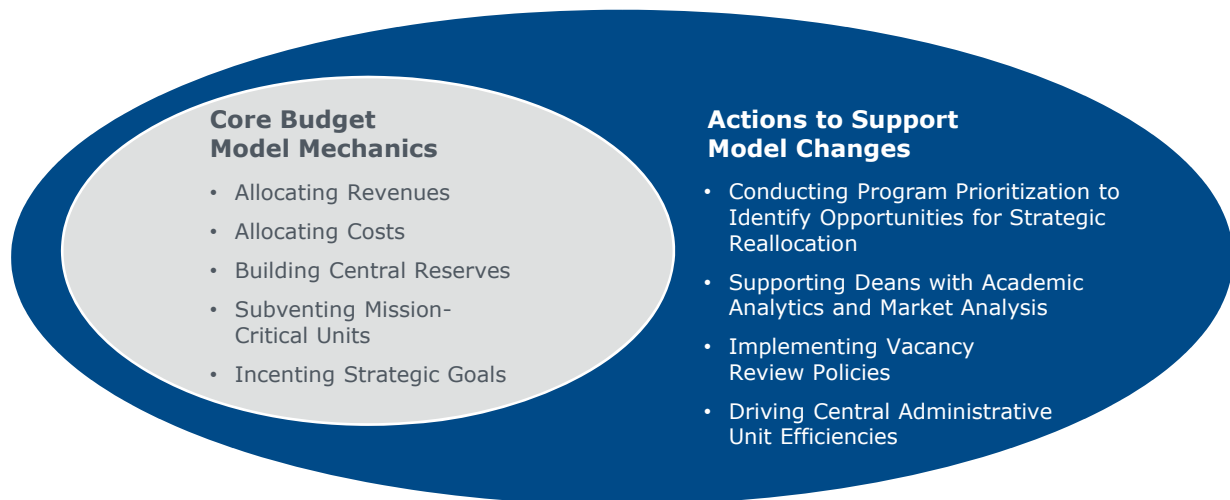 Core Budget
Model Mechanics
• Allocating Revenues
• Allocating Costs
• Building Central Reserves
• Subventing Mission-
Critical Units
• Incenting Strategic Goals
Actions to Support
Model Changes
• Conducting Program Prioritization to
Identify Opportunities for Strategic
Reallocation
• Supporting Deans with Academic
Analytics and Market Analysis
• Implementing Vacancy
Review Policies
• Driving Central Administrative
Unit Efficiencies